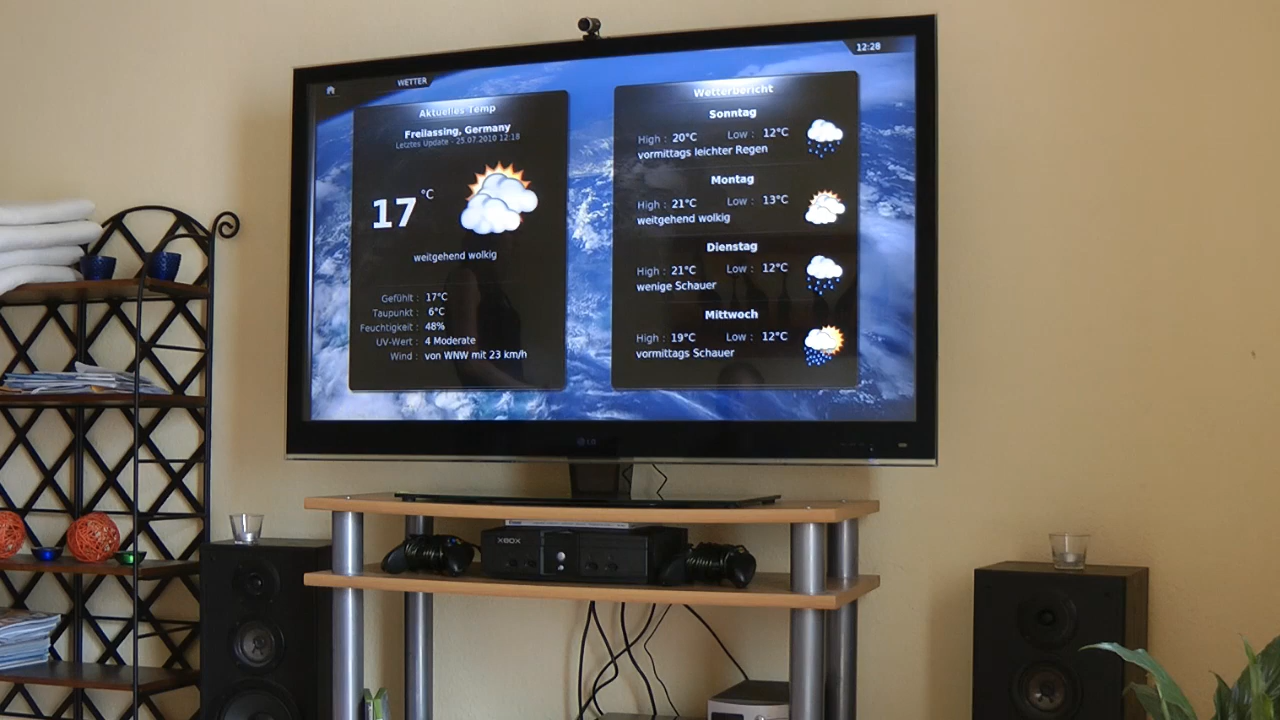 WETTER
12:28
Aktuelles Temp
Freilassing, Germany
Letztes Update - 25.07.2010 12:18
17 °C
weitgehend wolkig
Gefühlt : 17°C
Taupunkt : 6°C
Feuchtigkeit : 48%
UV-Wert : 4 Moderate
Wind : von WNW mit 23 km/h
Wetterbericht
Sonntag
High : 20°C Low : 12°C
vormittags leichter Regen
Montag
High : 21°C Low : 13°C
weitgehend wolkig
Dienstag
High : 21°C Low : 12°C
wenige Schauer
Mittwoch
High : 19°C Low : 12°C
vormittags Schauer
LG
XBOX